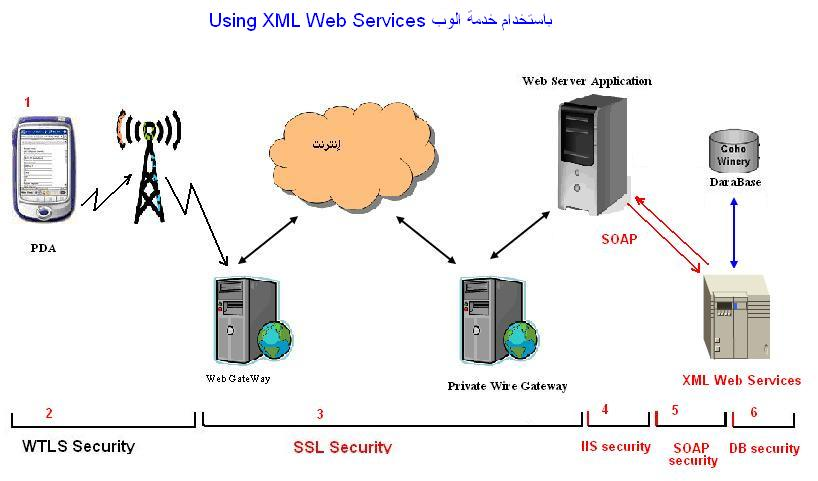 Using XML Web Services باستخدام خدمة الوب
Web Server Application
1
إنترنت
Coho
Winery
DaraBase
PDA
SOAP
Web GateWay
Private Wire Gateway
XML Web Services
2
3
4
5
6
WTLS Security
SSL Security
IIS security
SOAP
security
DB security